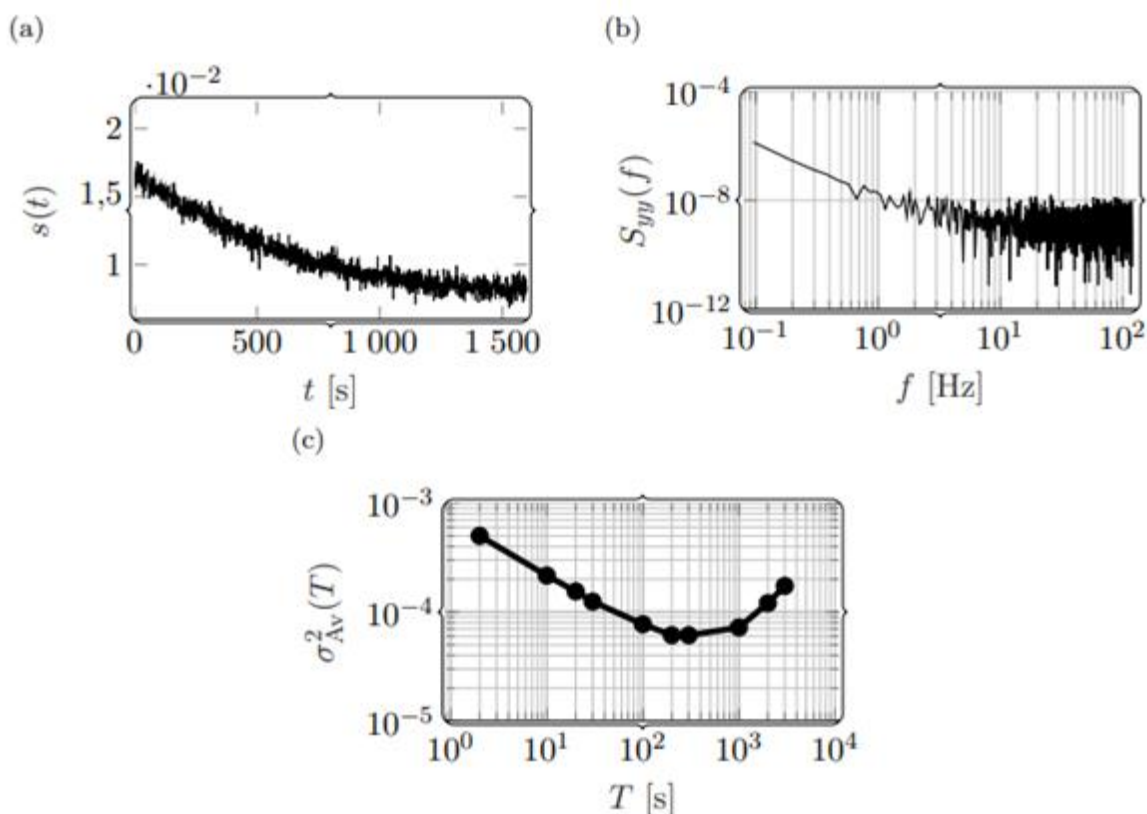 (a)
·10⁻²
2
1,5
1
s(t)
0 500 1 000 1 500
t [s]
(b)
10⁻⁴
10⁻⁸
10⁻¹²
S_yy(f)
10⁻¹ 10⁰ 10¹ 10²
f [Hz]
(c)
10⁻³
10⁻⁴
10⁻⁵
σ²_Av(T)
10⁰ 10¹ 10² 10³ 10⁴
T [s]